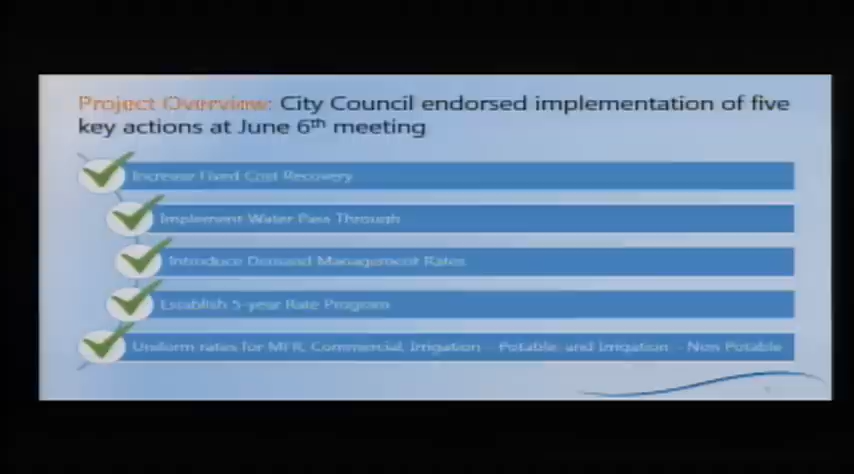 Project Overview: City Council endorsed implementation of five
key actions at June 6th meeting
Increase Fixed Cost Recovery
Implement Water Pass Through
Introduce Demand Management Rates
Establish 5-year Rate Program
Uniform rates for MFR, Commercial, Irrigation - Potable, and Irrigation - Non Potable